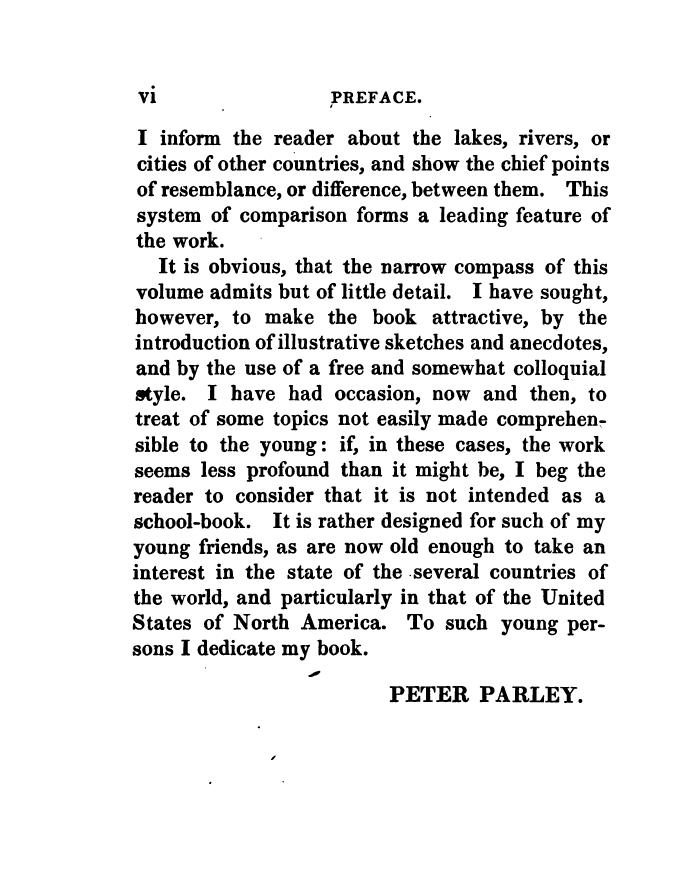 vi PREFACE.
I inform the reader about the lakes, rivers, or
cities of other countries, and show the chief points
of resemblance, or difference, between them. This
system of comparison forms a leading feature of
the work.
It is obvious, that the narrow compass of this
volume admits but of little detail. I have sought,
however, to make the book attractive, by the
introduction of illustrative sketches and anecdotes,
and by the use of a free and somewhat colloquial
style. I have had occasion, now and then, to
treat of some topics not easily made comprehen-
sible to the young: if, in these cases, the work
seems less profound than it might be, I beg the
reader to consider that it is not intended as a
school-book. It is rather designed for such of my
young friends, as are now old enough to take an
interest in the state of the several countries of
the world, and particularly in that of the United
States of North America. To such young per-
sons I dedicate my book.
PETER PARLEY.